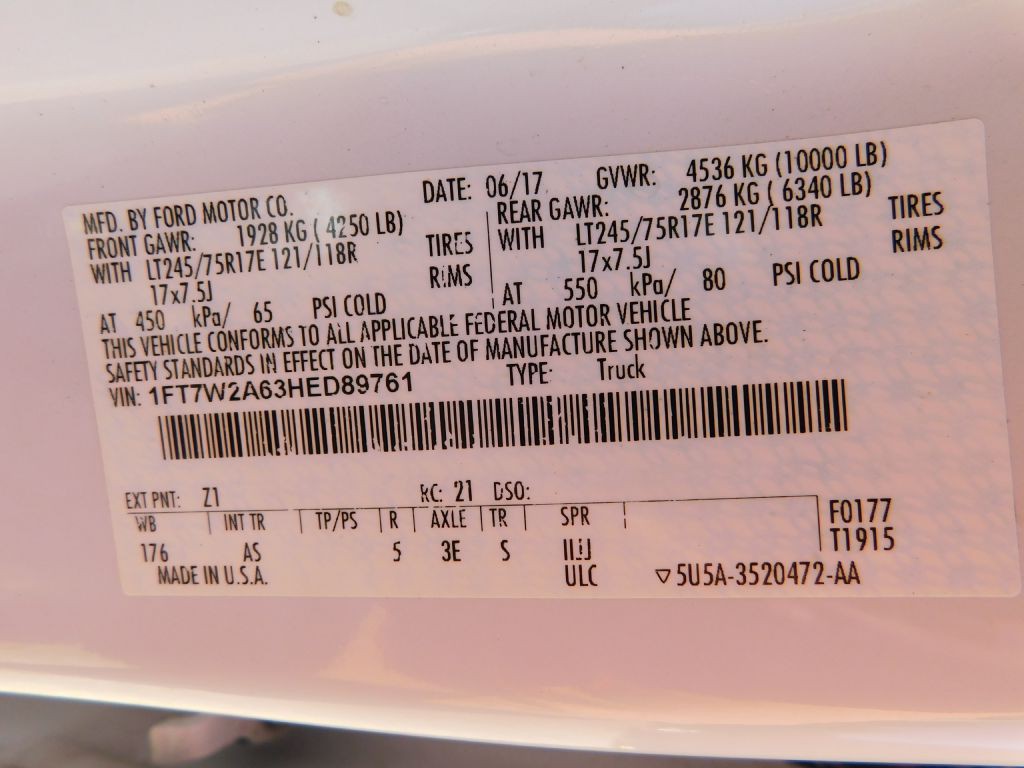 MFD. BY FORD MOTOR CO. DATE: 06/17 GVWR: 4536 KG (10000 LB)
FRONT GAWR: 1928 KG ( 4250 LB) REAR GAWR: 2876 KG ( 6340 LB)
WITH LT245/75R17E 121/118R TIRES WITH LT245/75R17E 121/118R TIRES
17x7.5J RIMS 17x7.5J RIMS
AT 450 kPa/ 65 PSI COLD AT 550 kPa/ 80 PSI COLD
THIS VEHICLE CONFORMS TO ALL APPLICABLE FEDERAL MOTOR VEHICLE
SAFETY STANDARDS IN EFFECT ON THE DATE OF MANUFACTURE SHOWN ABOVE.
VIN: 1FT7W2A63HED89761 TYPE: Truck
EXT PNT: Z1 RC: 21 DSO:
WB INT TR TP/PS R AXLE TR SPR F0177
176 AS 5 3E S T1915
MADE IN U.S.A. ULC ▽5U5A-3520472-AA